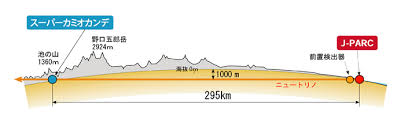 スーパーカミオカンデ
野口五郎岳
2924m
池の山
1360m
J-PARC
前置検出器
海抜0m
1000 m
ニュートリノ
295km